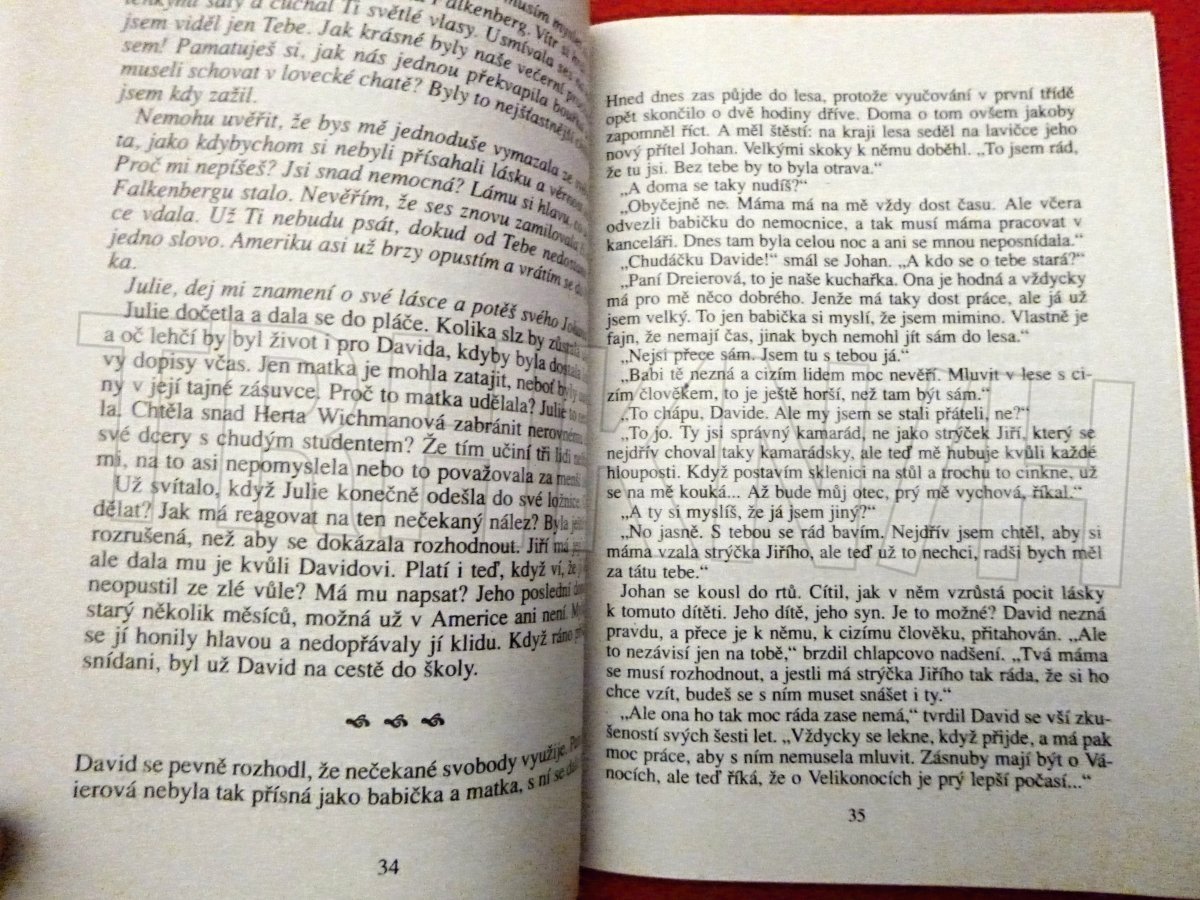 musím
Falkenberg. Vítr si
tenkými šaty a čuchal Ti světlé vlasy. Usmívala ses
jsem viděl jen Tebe. Jak krásné byly naše večerní
sem! Pamatuješ si, jak nás jednou překvapila
museli schovat v lovecké chatě? Byly to nejšťastnější
jsem kdy zažil.
Nemohu uvěřit, že bys mě jednoduše vymazala ze
ta, jako kdybychom si nebyli přísahali lásku a věrnost
Proč mi nepíšeš? Jsi snad nemocná? Lámu si hlavu, co
Falkenbergu stalo. Nevěřím, že ses znovu zamilovala
ce vdala. Už Ti nebudu psát, dokud od Tebe nedostanu
jedno slovo. Ameriku asi už brzy opustím a vrátím se do
ka.
Julie, dej mi znamení o své lásce a potěš svého Johana
Julie dočetla a dala se do pláče. Kolika slz by zůstala
a oč lehčí by byl život i pro Davida, kdyby byla dostala
vy dopisy včas. Jen matka je mohla zatajit, neboť byly
ny v její tajné zásuvce. Proč to matka udělala? Julie to
la. Chtěla snad Herta Wichmanová zabránit nerovnému
své dcery s chudým studentem? Že tím učiní tři lidi
mi, na to asi nepomyslela nebo to považovala za menší
Už svítalo, když Julie konečně odešla do své ložnice.
dělat? Jak má reagovat na ten nečekaný nález? Byla
rozrušená, než aby se dokázala rozhodnout. Jiří má
ale dala mu je kvůli Davidovi. Platí i teď, když ví, že
neopustil ze zlé vůle? Má mu napsat? Jeho poslední
starý několik měsíců, možná už v Americe ani není.
se jí honily hlavou a nedopřávaly jí klidu. Když ráno
snídani, byl už David na cestě do školy.
David se pevně rozhodl, že nečekané svobody využije.
ierová nebyla tak přísná jako babička a matka, s ní se
34
Hned dnes zas půjde do lesa, protože vyučování v první třídě
opět skončilo o dvě hodiny dříve. Doma o tom ovšem jakoby
zapomněl říct. A měl štěstí: na kraji lesa seděl na lavičce jeho
nový přítel Johan. Velkými skoky k němu doběhl. „To jsem rád,
že tu jsi. Bez tebe by to byla otrava.“
„A doma se taky nudíš?“
„Obyčejně ne. Máma má na mě vždy dost času. Ale včera
odvezli babičku do nemocnice, a tak musí máma pracovat v
kanceláři. Dnes tam byla celou noc a ani se mnou neposnídala.“
„Chudáčku Davide!“ smál se Johan. „A kdo se o tebe stará?“
„Paní Dreierová, to je naše kuchařka. Ona je hodná a vždycky
má pro mě něco dobrého. Jenže má taky dost práce, ale já už
jsem velký. To jen babička si myslí, že jsem mimino. Vlastně je
fajn, že nemají čas, jinak bych nemohl jít sám do lesa.“
„Nejsi přece sám. Jsem tu s tebou já.“
„Babi tě nezná a cizím lidem moc nevěří. Mluvit v lese s ci-
zím člověkem, to je ještě horší, než tam být sám.“
„To chápu, Davide. Ale my jsem se stali přáteli, ne?“
„To jo. Ty jsi správný kamarád, ne jako strýček Jiří, který se
nejdřív choval taky kamarádsky, ale teď mě hubuje kvůli každé
hlouposti. Když postavím sklenici na stůl a trochu to cinkne, už
se na mě kouká... Až bude můj otec, prý mě vychová, říkal.“
„A ty si myslíš, že já jsem jiný?“
„No jasně. S tebou se rád bavím. Nejdřív jsem chtěl, aby si
máma vzala strýčka Jiřího, ale teď už to nechci, radši bych měl
za tátu tebe.“
Johan se kousl do rtů. Cítil, jak v něm vzrůstá pocit lásky
k tomuto dítěti. Jeho dítě, jeho syn. Je to možné? David nezná
pravdu, a přece je k němu, k cizímu člověku, přitahován. „Ale
to nezávisí jen na tobě,“ brzdil chlapcovo nadšení. „Tvá máma
se musí rozhodnout, a jestli má strýčka Jiřího tak ráda, že si ho
chce vzít, budeš se s ním muset snášet i ty.“
„Ale ona ho tak moc ráda zase nemá,“ tvrdil David se vší zku-
šeností svých šesti let. „Vždycky se lekne, když přijde, a má pak
moc práce, aby s ním nemusela mluvit. Zásnuby mají být o Vá-
nocích, ale teď říká, že o Velikonocích je prý lepší počasí...“
35